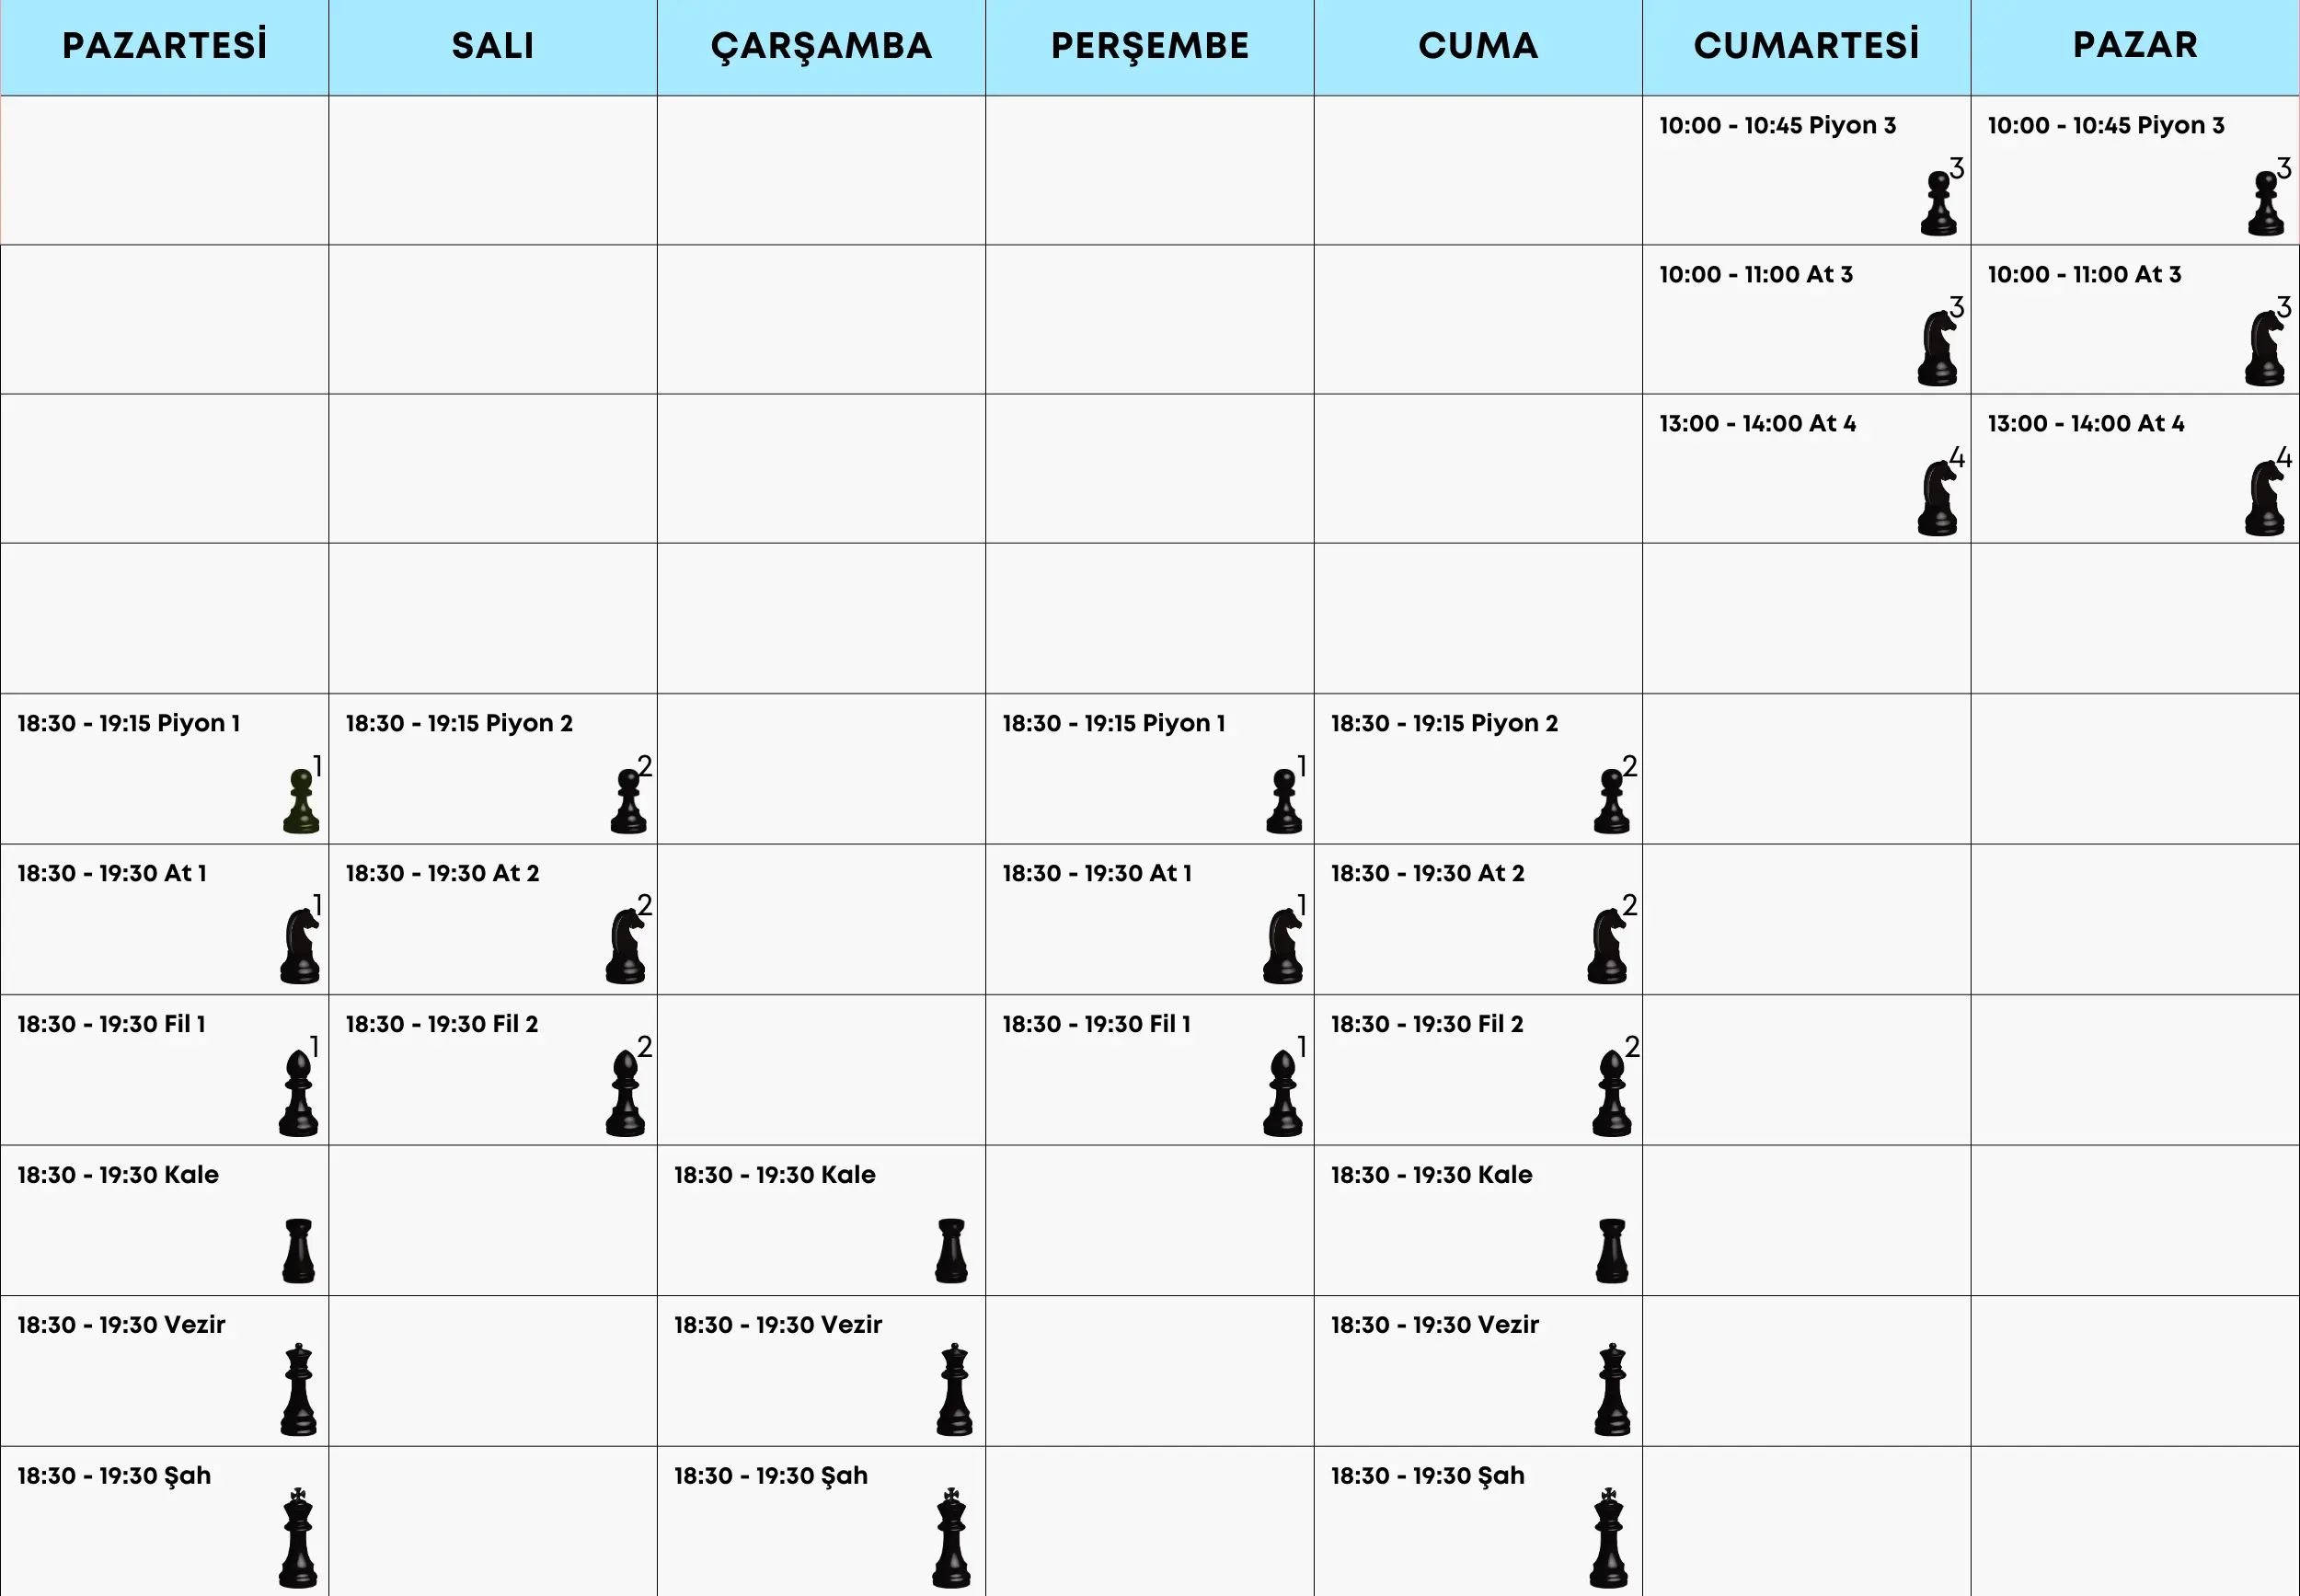 PAZARTESİ SALI ÇARŞAMBA PERŞEMBE CUMA CUMARTESİ PAZAR
10:00 - 10:45 Piyon 3 10:00 - 10:45 Piyon 3
3 3
10:00 - 11:00 At 3 10:00 - 11:00 At 3
3 3
13:00 - 14:00 At 4 13:00 - 14:00 At 4
4 4
18:30 - 19:15 Piyon 1 18:30 - 19:15 Piyon 2 18:30 - 19:15 Piyon 1 18:30 - 19:15 Piyon 2
1 2 1 2
18:30 - 19:30 At 1 18:30 - 19:30 At 2 18:30 - 19:30 At 1 18:30 - 19:30 At 2
1 2 1 2
18:30 - 19:30 Fil 1 18:30 - 19:30 Fil 2 18:30 - 19:30 Fil 1 18:30 - 19:30 Fil 2
1 2 1 2
18:30 - 19:30 Kale 18:30 - 19:30 Kale 18:30 - 19:30 Kale
18:30 - 19:30 Vezir 18:30 - 19:30 Vezir 18:30 - 19:30 Vezir
18:30 - 19:30 Şah 18:30 - 19:30 Şah 18:30 - 19:30 Şah